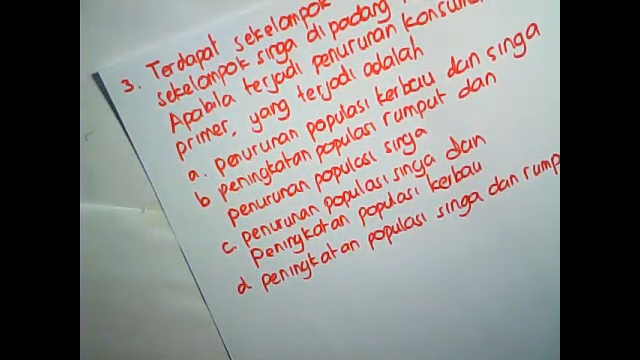 3. Terdapat sekelompok
sekelompok singa di padang
Apabila terjadi penurunan konsumen
primer, yang terjadi adalah
a. penurunan populasi kerbau dan singa
b peningkatan populasi rumput dan
penurunan populasi singa
c. penurunan populasi singa dan
Peningkatan populasi kerbau
d. peningkatan populasi singa dan rump